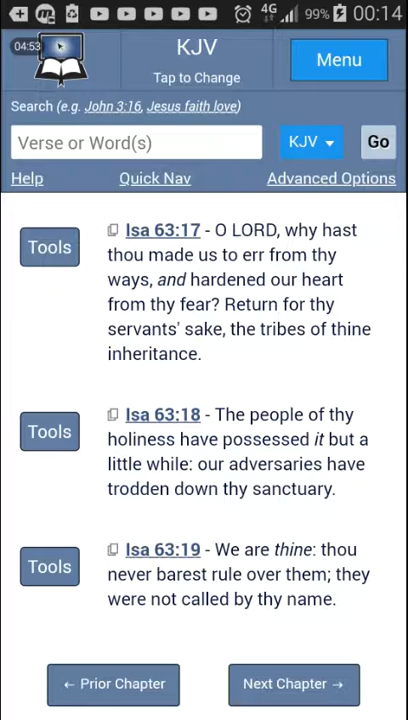 4G 99% 00:14
04:53
KJV
Tap to Change
Menu
Search (e.g. John 3:16, Jesus faith love)
Verse or Word(s)
KJV
Go
Help Quick Nav Advanced Options
Tools
Isa 63:17 - O LORD, why hast
thou made us to err from thy
ways, and hardened our heart
from thy fear? Return for thy
servants' sake, the tribes of thine
inheritance.
Tools
Isa 63:18 - The people of thy
holiness have possessed it but a
little while: our adversaries have
trodden down thy sanctuary.
Tools
Isa 63:19 - We are thine: thou
never barest rule over them; they
were not called by thy name.
← Prior Chapter
Next Chapter →